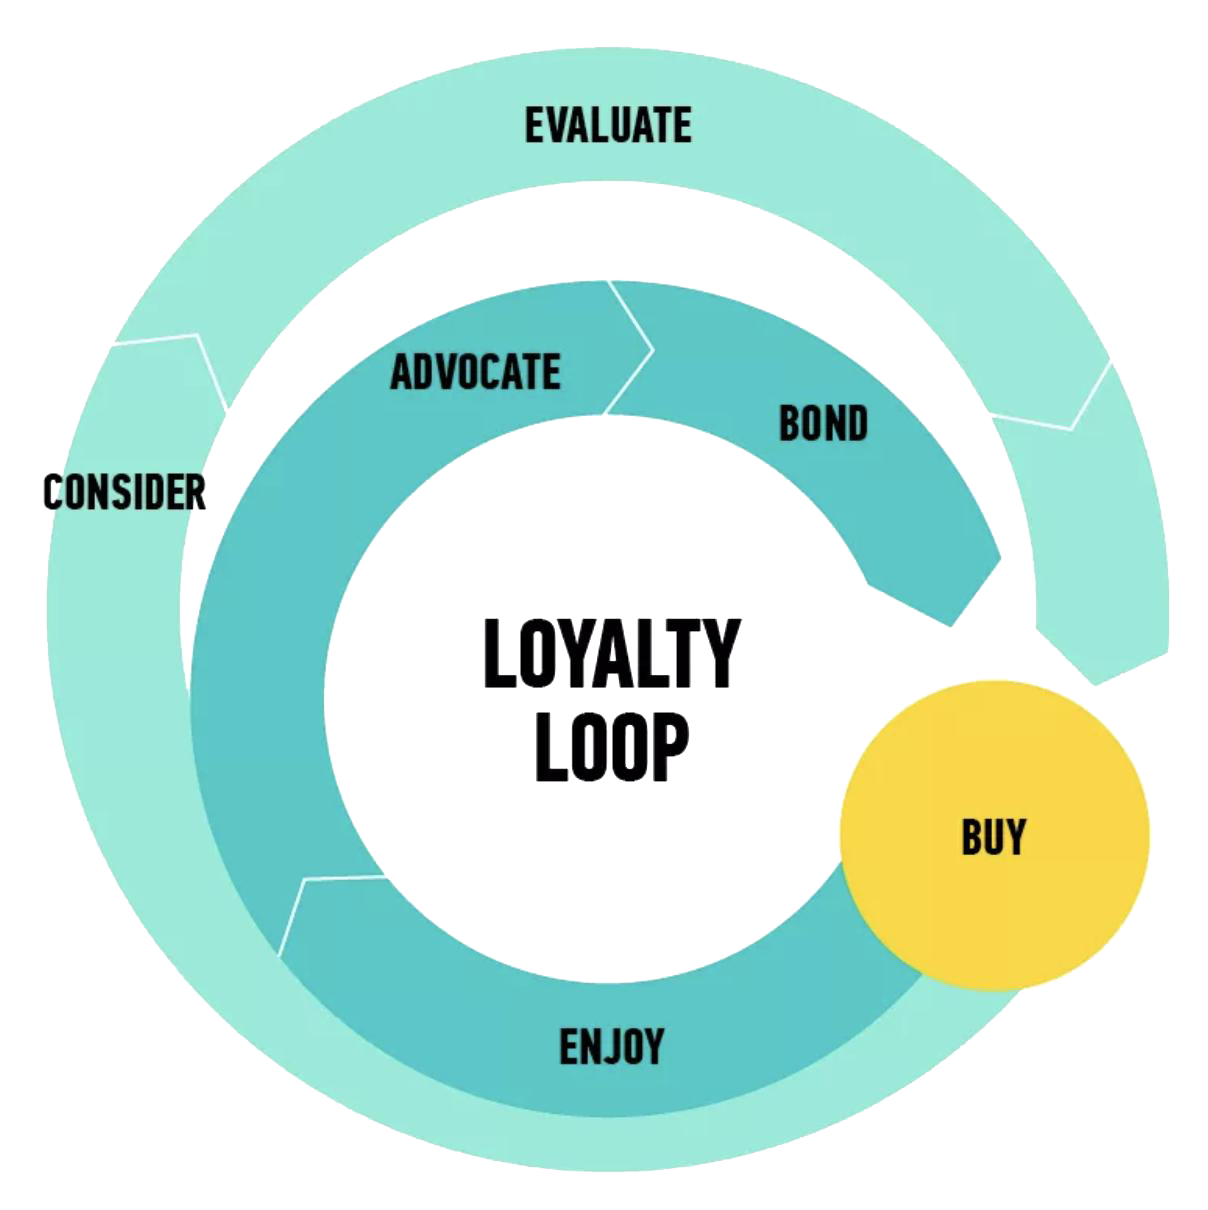 EVALUATE
ADVOCATE
BOND
CONSIDER
LOYALTY
LOOP
BUY
ENJOY